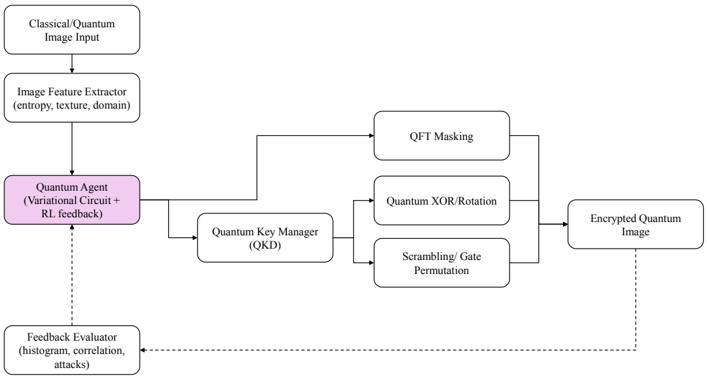 Classical/Quantum
Image Input
Image Feature Extractor
(entropy, texture, domain)
QFT Masking
Quantum Agent
(Variational Circuit +
RL feedback)
Quantum XOR/Rotation
Quantum Key Manager
(QKD)
Encrypted Quantum
Image
Scrambling/ Gate
Permutation
Feedback Evaluator
(histogram, correlation,
attacks)